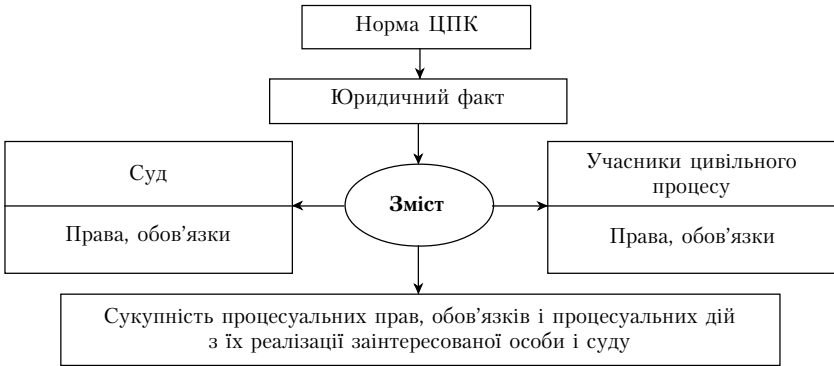 Норма ЦПК
Юридичний факт
Суд
Права, обов'язки
Зміст
Учасники цивільного
процесу
Права, обов'язки
Сукупність процесуальних прав, обов'язків і процесуальних дій
з їх реалізації заінтересованої особи і суду